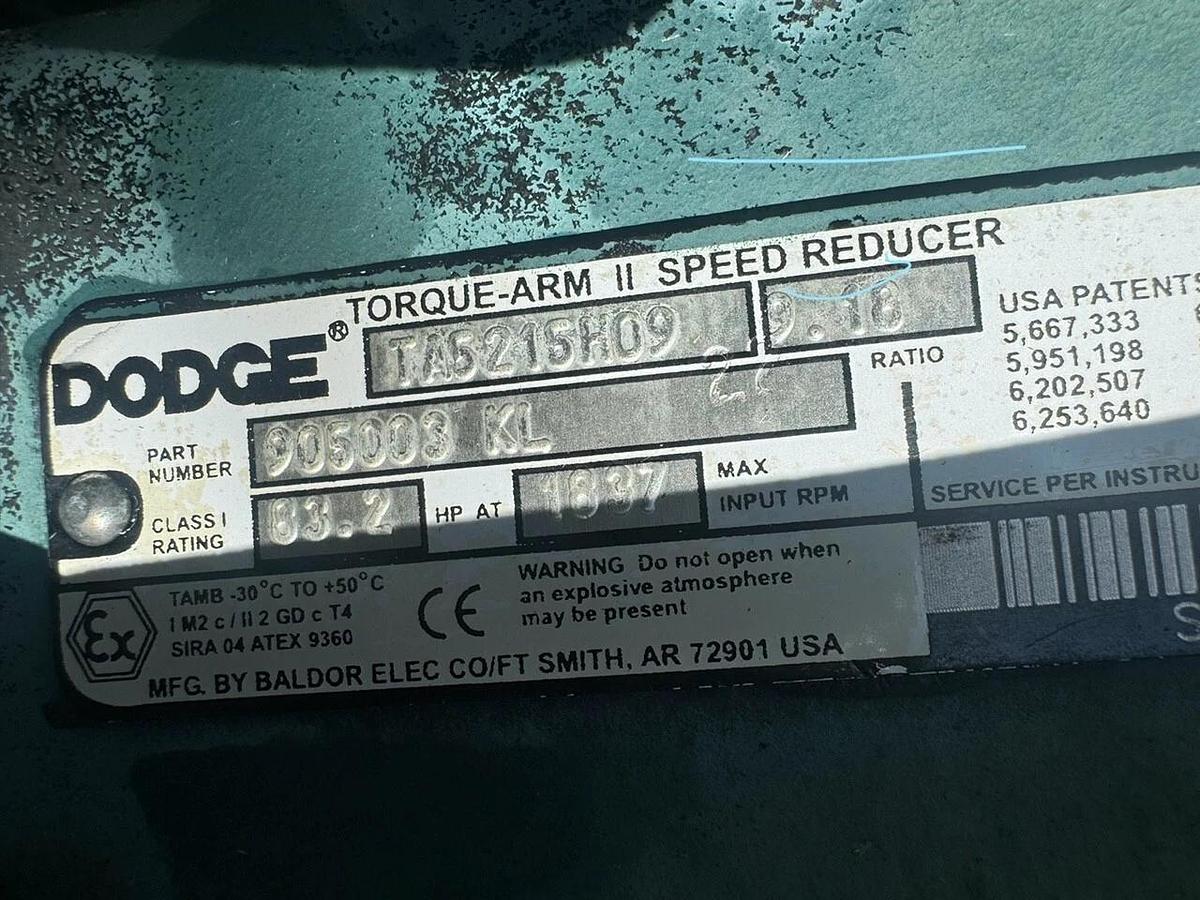 TORQUE-ARM II SPEED REDUCER
DODGE®
TA5215H09
9.18
RATIO
PART NUMBER
905003 KL
CLASS I RATING
83.2
HP AT
1837
MAX INPUT RPM
USA PATENTS
5,667,333
5,951,198
6,202,507
6,253,640
SERVICE PER INSTRU
Ex
TAMB -30°C TO +50°C
I M2 c / II 2 GD c T4
SIRA 04 ATEX 9360
CE
WARNING Do not open when
an explosive atmosphere
may be present
MFG. BY BALDOR ELEC CO/FT SMITH, AR 72901 USA
S